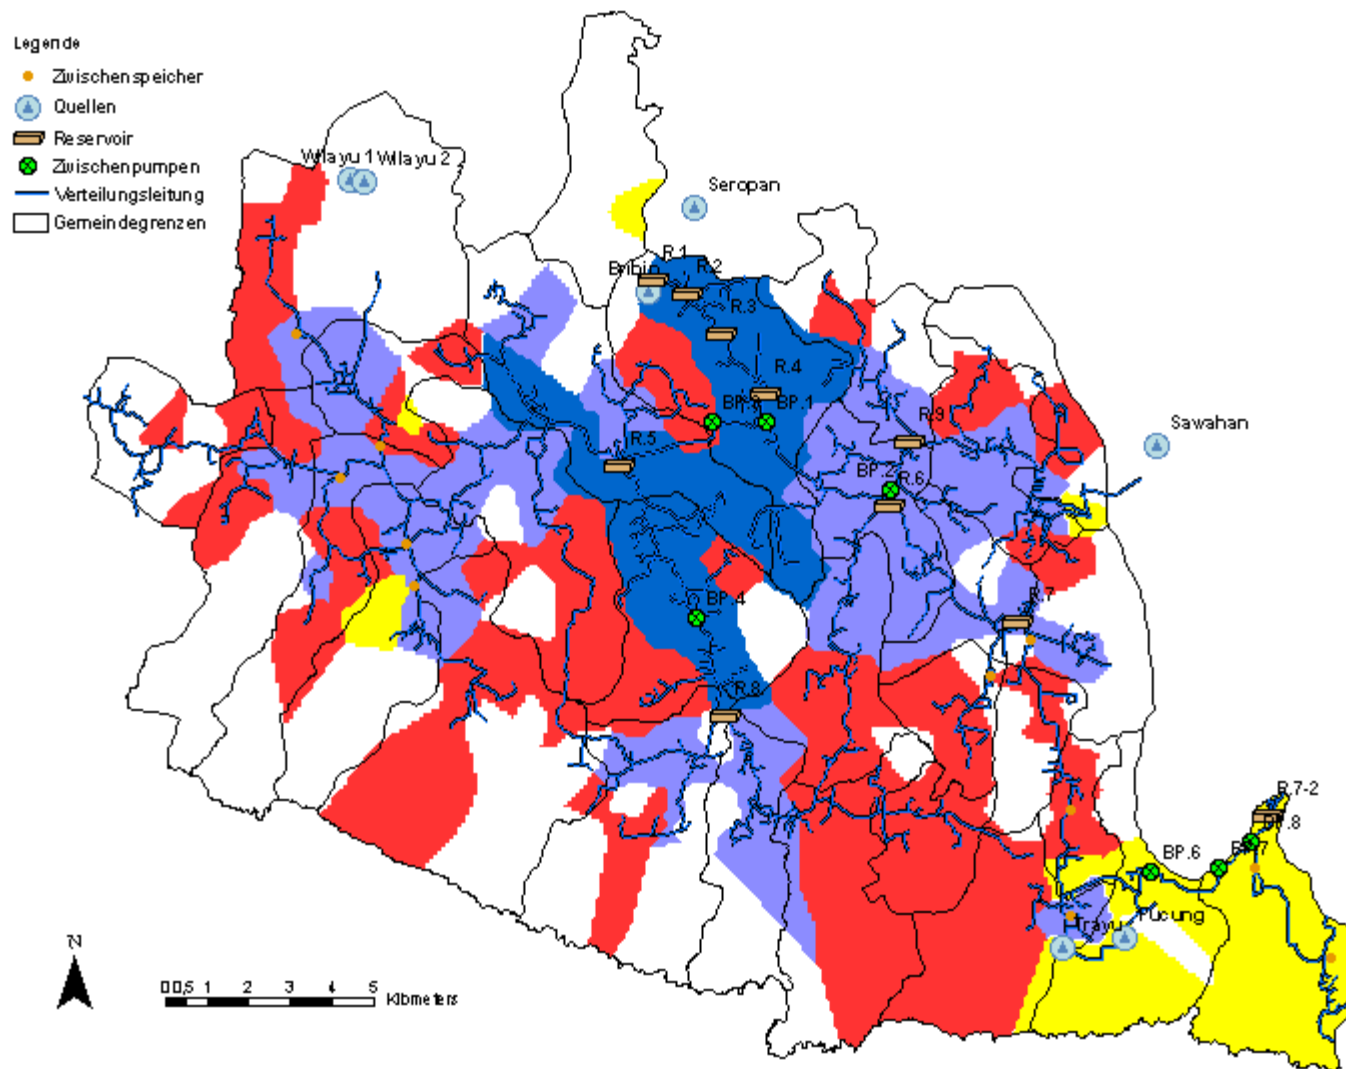 Legende
Zwischenspeicher
Quellen
Reservoir
Zwischenpumpen
Verteilungsleitung
Gemeindegrenzen
Wilayu 1
Wilayu 2
Seropan
R.1
Bribin
R.2
R.3
R.4
BP.1
R.9
Sawahan
R.5
BP.2
R.6
BP.4
R.7
R.8
R.7-2
BP.6
Trayu
Pucung
N
0 0,5 1 2 3 4 5
Kilometers